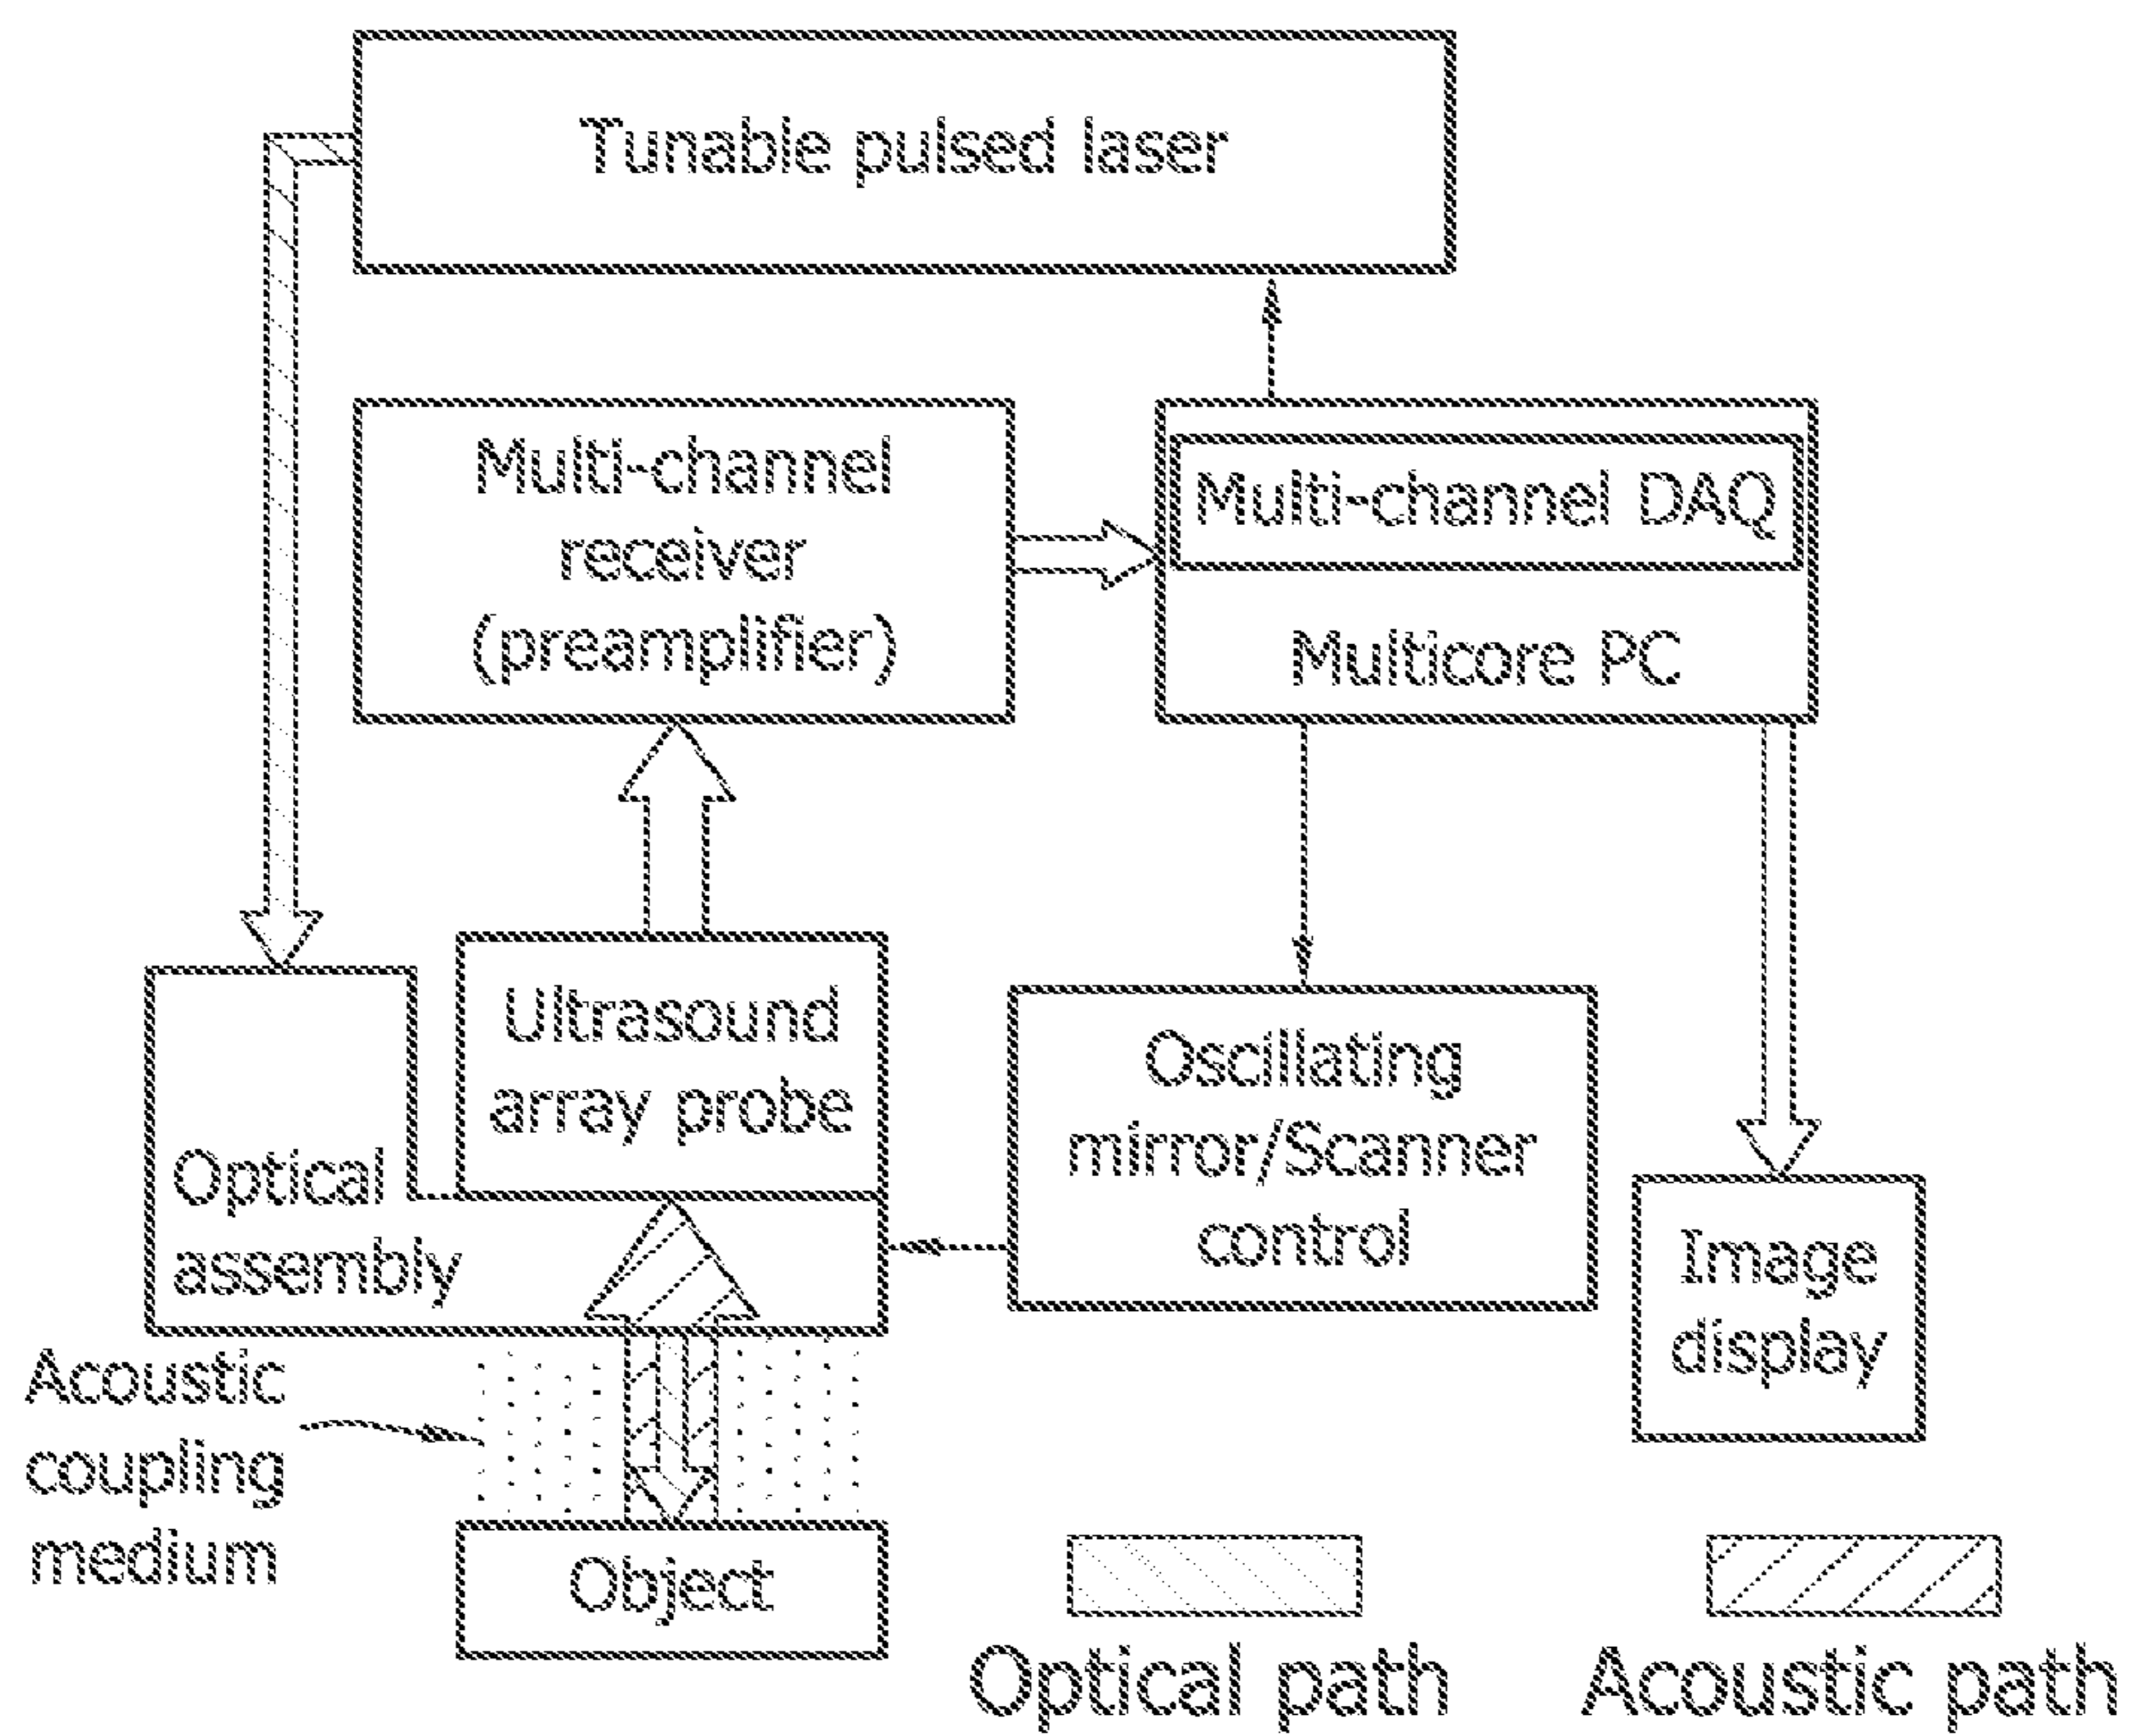 Tunable pulsed laser
Multi-channel
receiver
(preamplifier)
Multi-channel DAQ
Multicore PC
Ultrasound
array probe
Optical
assembly
Oscillating
mirror/Scanner
control
Image
display
Acoustic
coupling
medium
Object
Optical path
Acoustic path